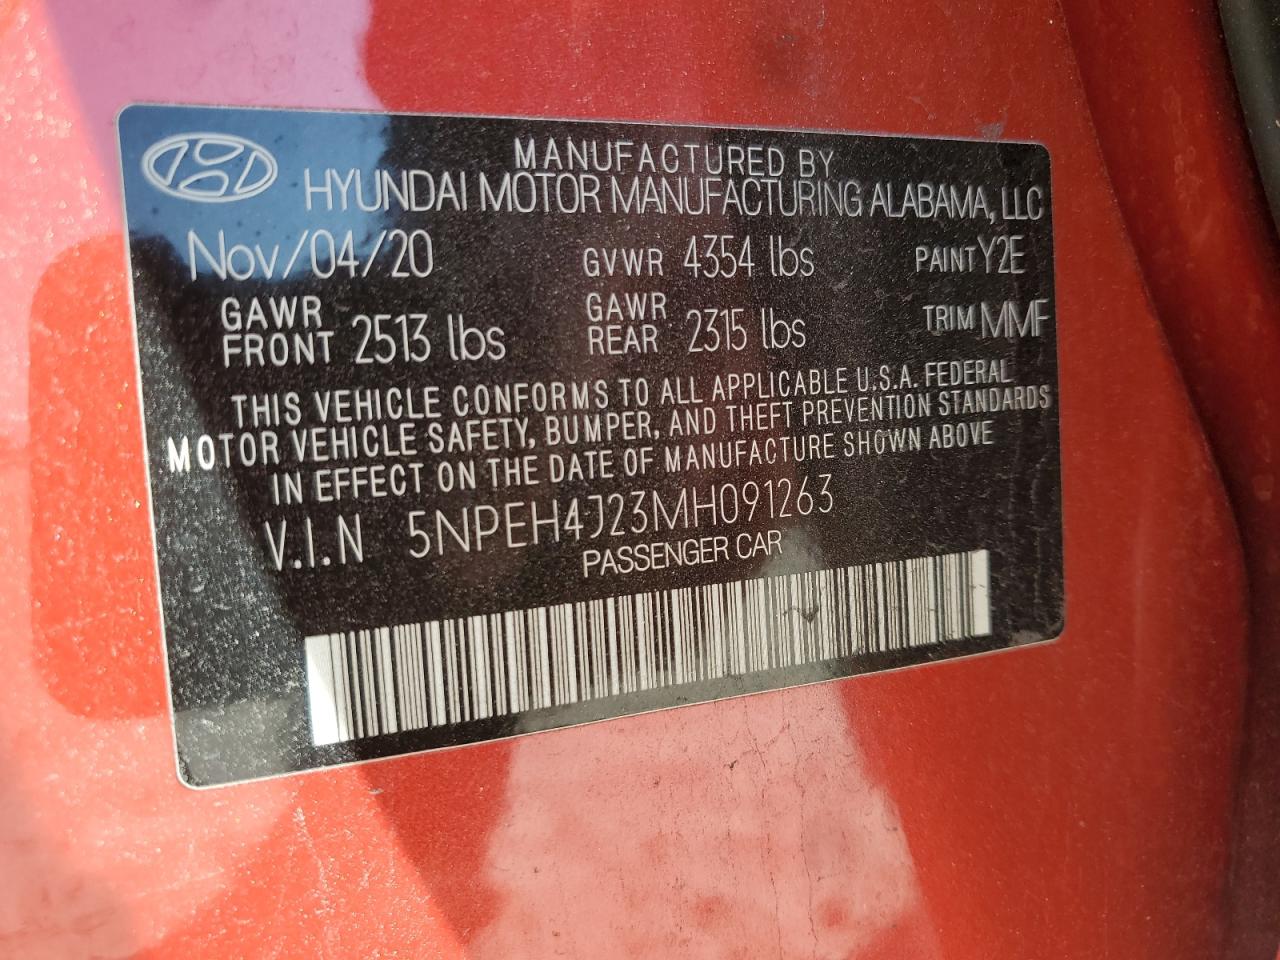 MANUFACTURED BY
HYUNDAI MOTOR MANUFACTURING ALABAMA, LLC
Nov/04/20 GVWR 4354 lbs PAINT Y2E
GAWR FRONT 2513 lbs GAWR REAR 2315 lbs TRIM MMF
THIS VEHICLE CONFORMS TO ALL APPLICABLE U.S.A. FEDERAL
MOTOR VEHICLE SAFETY, BUMPER, AND THEFT PREVENTION STANDARDS
IN EFFECT ON THE DATE OF MANUFACTURE SHOWN ABOVE
V.I.N 5NPEH4J23MH091263
PASSENGER CAR